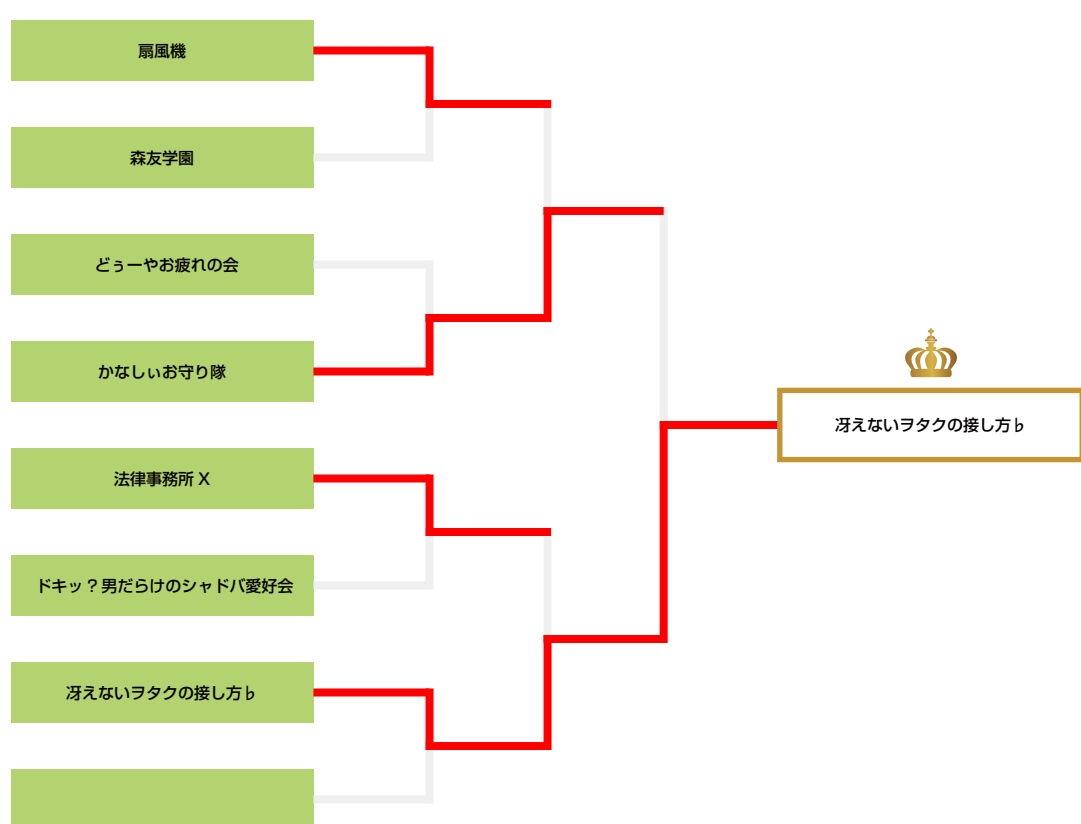 扇風機
森友学園
どぅーやお疲れの会
かなしぃお守り隊
法律事務所 X
ドキッ？男だらけのシャドバ愛好会
冴えないヲタクの接し方♭
冴えないヲタクの接し方♭